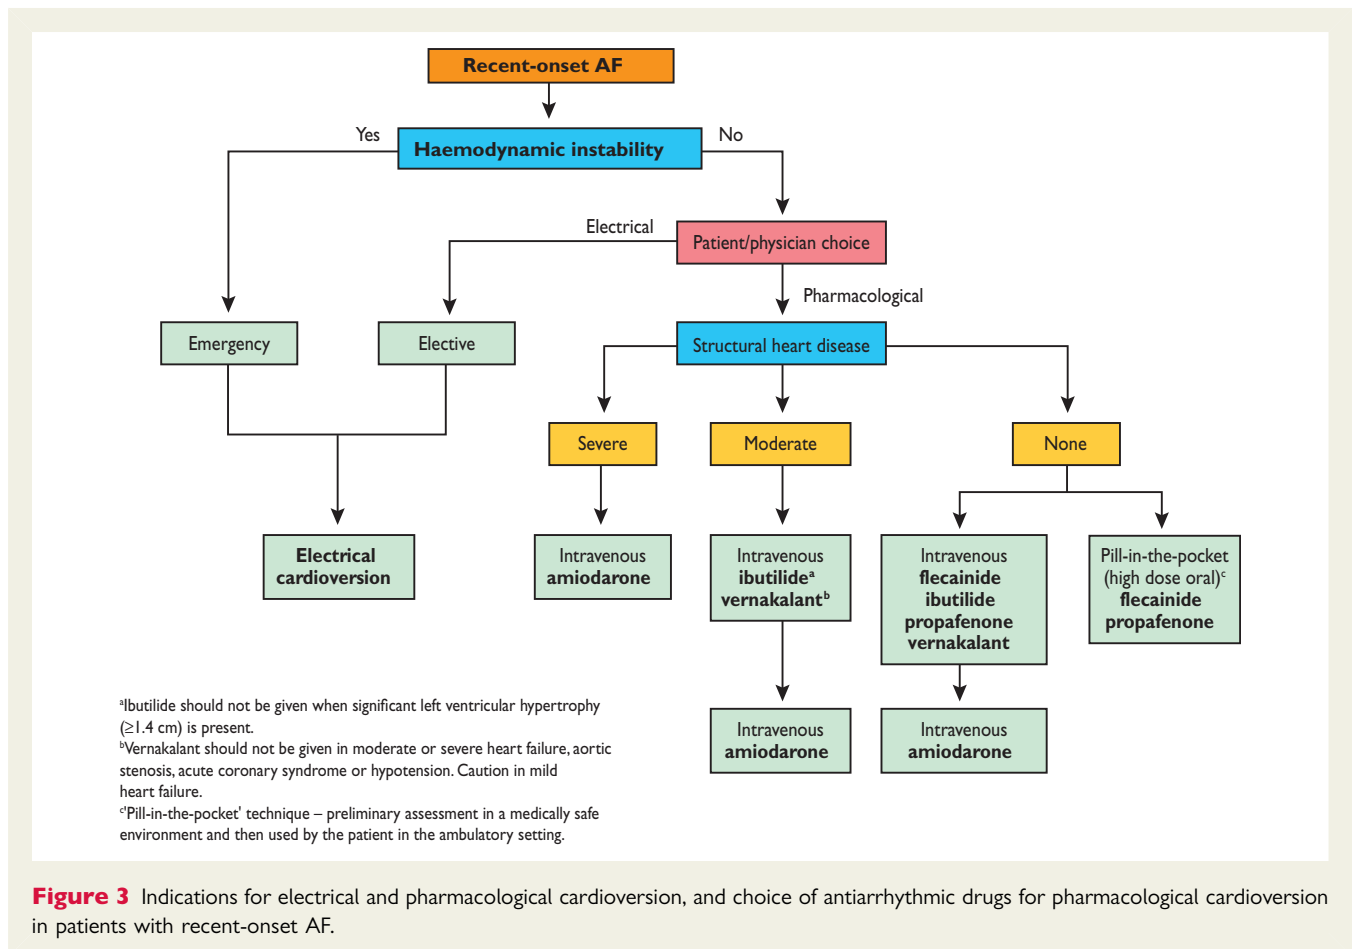 Recent-onset AF
Yes
Haemodynamic instability
No
Electrical
Patient/physician choice
Pharmacological
Emergency
Elective
Structural heart disease
Severe
Moderate
None
Electrical
cardioversion
Intravenous
amiodarone
Intravenous
ibutilideᵃ
vernakalantᵇ
Intravenous
flecainide
ibutilide
propafenone
vernakalant
Pill-in-the-pocket
(high dose oral)ᶜ
flecainide
propafenone
Intravenous
amiodarone
Intravenous
amiodarone
ᵃIbutilide should not be given when significant left ventricular hypertrophy
(≥1.4 cm) is present.
ᵇVernakalant should not be given in moderate or severe heart failure, aortic
stenosis, acute coronary syndrome or hypotension. Caution in mild
heart failure.
ᶜ'Pill-in-the-pocket' technique – preliminary assessment in a medically safe
environment and then used by the patient in the ambulatory setting.
Figure 3 Indications for electrical and pharmacological cardioversion, and choice of antiarrhythmic drugs for pharmacological cardioversion
in patients with recent-onset AF.